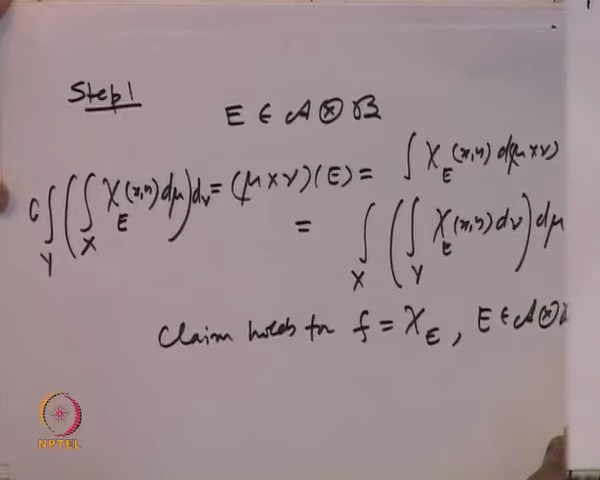 Step 1
E ∈ A ⊗ B
∫_Y ( ∫_X χ_E(x,y) dμ ) dν = (μ × ν)(E) = ∫ χ_E(x,y) d(μ × ν)
= ∫_X ( ∫_Y χ_E(x,y) dν ) dμ
Claim holds for f = χ_E , E ∈ A ⊗
NPTEL